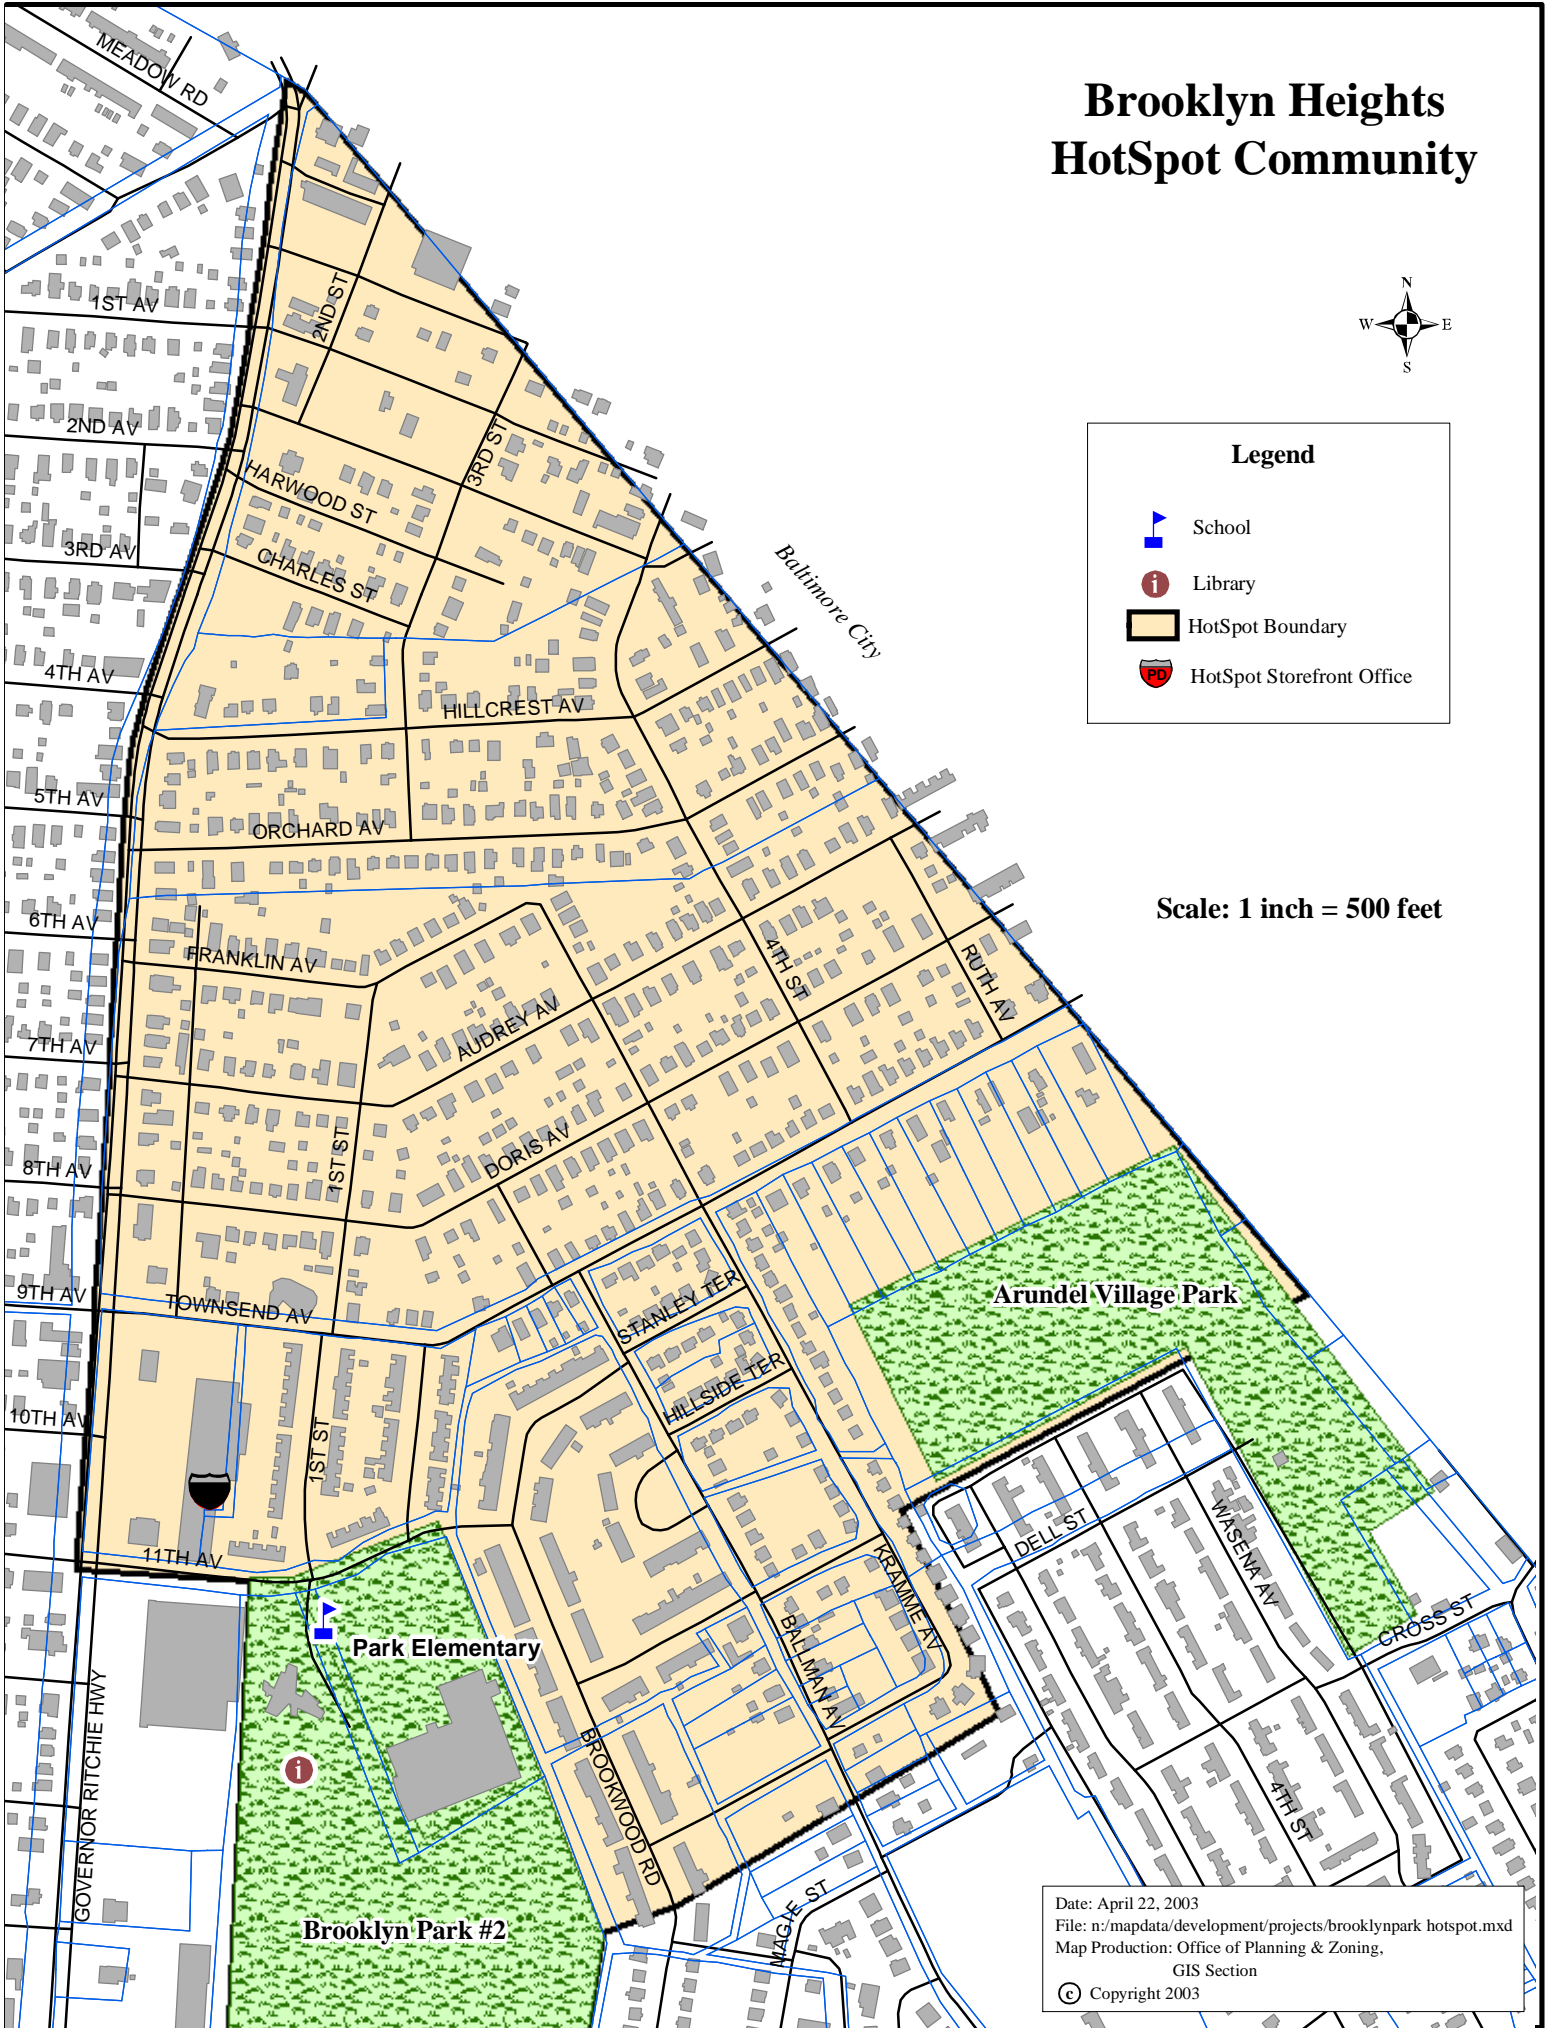 Brooklyn Heights
HotSpot Community
N
W E
S
Legend
School
i Library
HotSpot Boundary
PD HotSpot Storefront Office
Scale: 1 inch = 500 feet
Baltimore City
MEADOW RD
1ST AV
2ND ST
2ND AV
3RD ST
HARWOOD ST
3RD AV
CHARLES ST
4TH AV
HILLCREST AV
5TH AV
ORCHARD AV
6TH AV
FRANKLIN AV
4TH ST
RUTH AV
AUDREY AV
7TH AV
DORIS AV
1ST ST
8TH AV
9TH AV
TOWNSEND AV
STANLEY TER
Arundel Village Park
HILLSIDE TER
10TH AV
1ST ST
DELL ST
WASENA AV
11TH AV
KRAMME AV
CROSS ST
Park Elementary
BALLMAN AV
GOVERNOR RITCHIE HWY
i
BROOKWOOD RD
4TH ST
MAGIE ST
Brooklyn Park #2
Date: April 22, 2003
File: n:/mapdata/development/projects/brooklynpark hotspot.mxd
Map Production: Office of Planning & Zoning,
GIS Section
© Copyright 2003